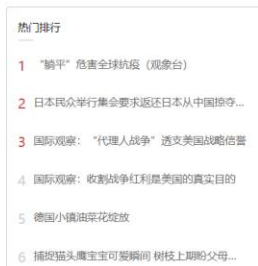 热门排行
1 “躺平”危害全球抗疫（观象台）
2 日本民众举行集会要求返还日本从中国掠夺...
3 国际观察：“代理人战争”透支美国战略信誉
4 国际观察：收割战争红利是美国的真实目的
5 德国小镇油菜花绽放
6 捕捉猫头鹰宝宝可爱瞬间 树枝上期盼父母...